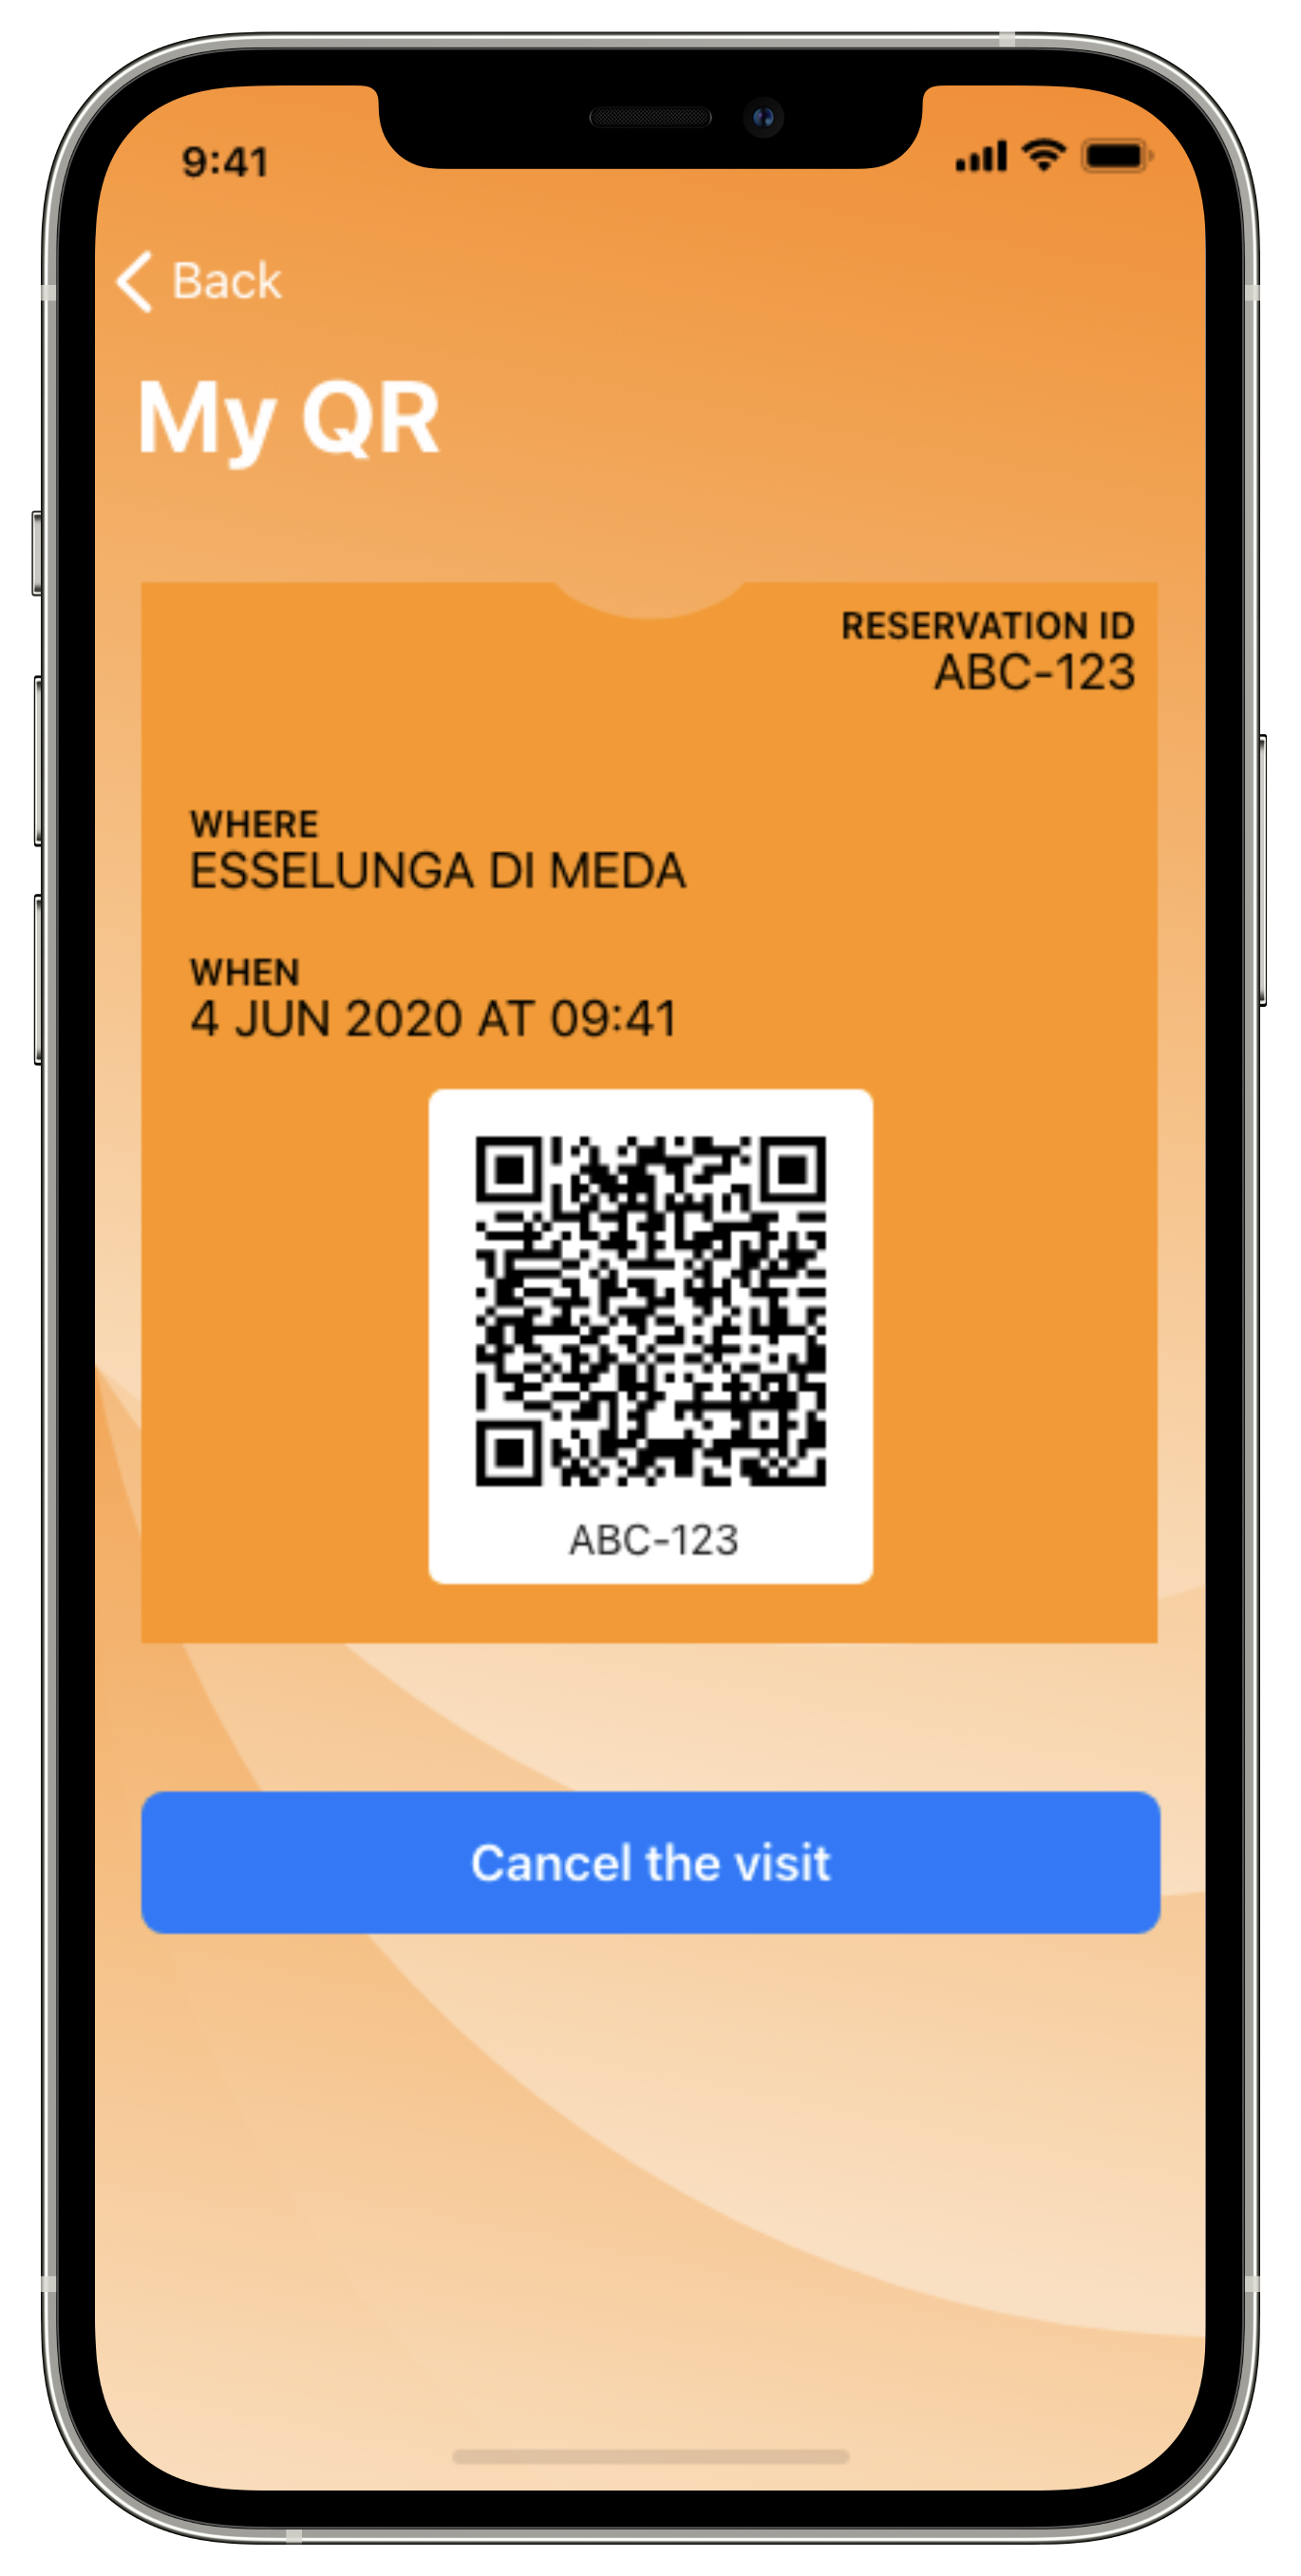 9:41
Back
My QR
RESERVATION ID
ABC-123
WHERE
ESSELUNGA DI MEDA
WHEN
4 JUN 2020 AT 09:41
ABC-123
Cancel the visit